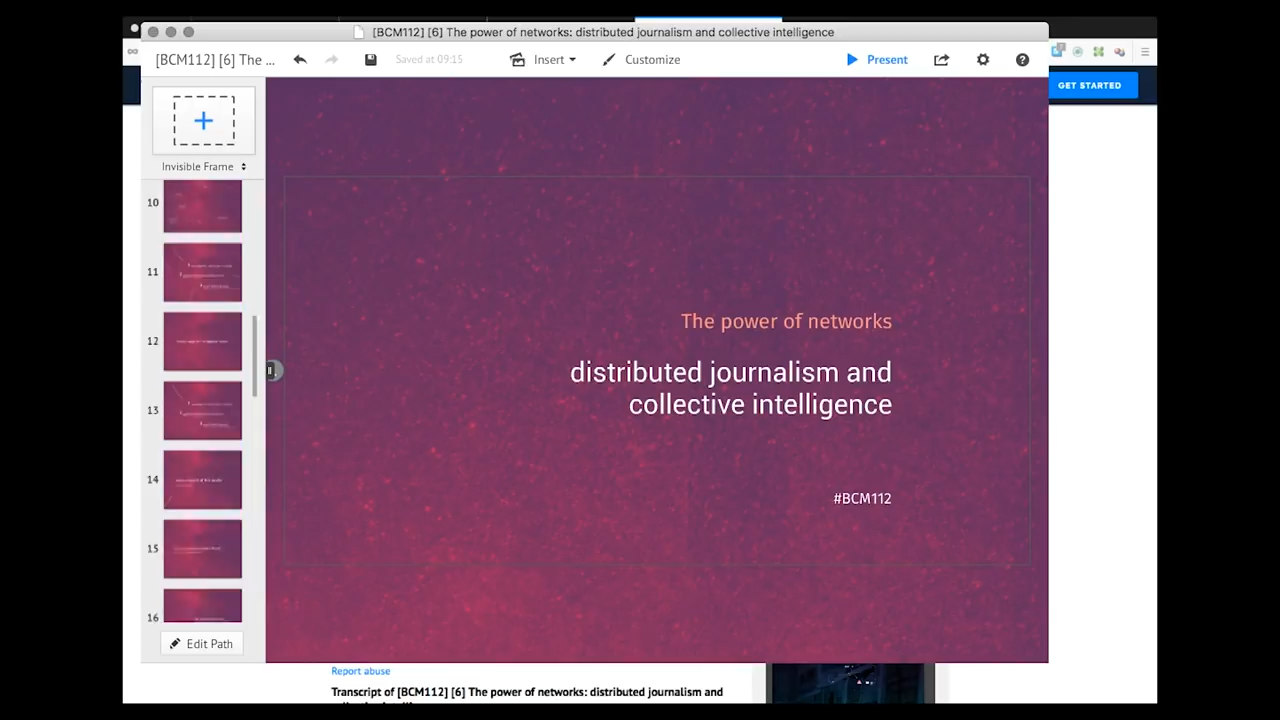 [BCM112] [6] The power of networks: distributed journalism and collective intelligence
[BCM112] [6] The ...
Saved at 09:15
Insert
Customize
Present
GET STARTED
Invisible Frame
10
11
12
13
14
15
16
The power of networks
distributed journalism and
collective intelligence
#BCM112
Edit Path
Report abuse
Transcript of [BCM112] [6] The power of networks: distributed journalism and